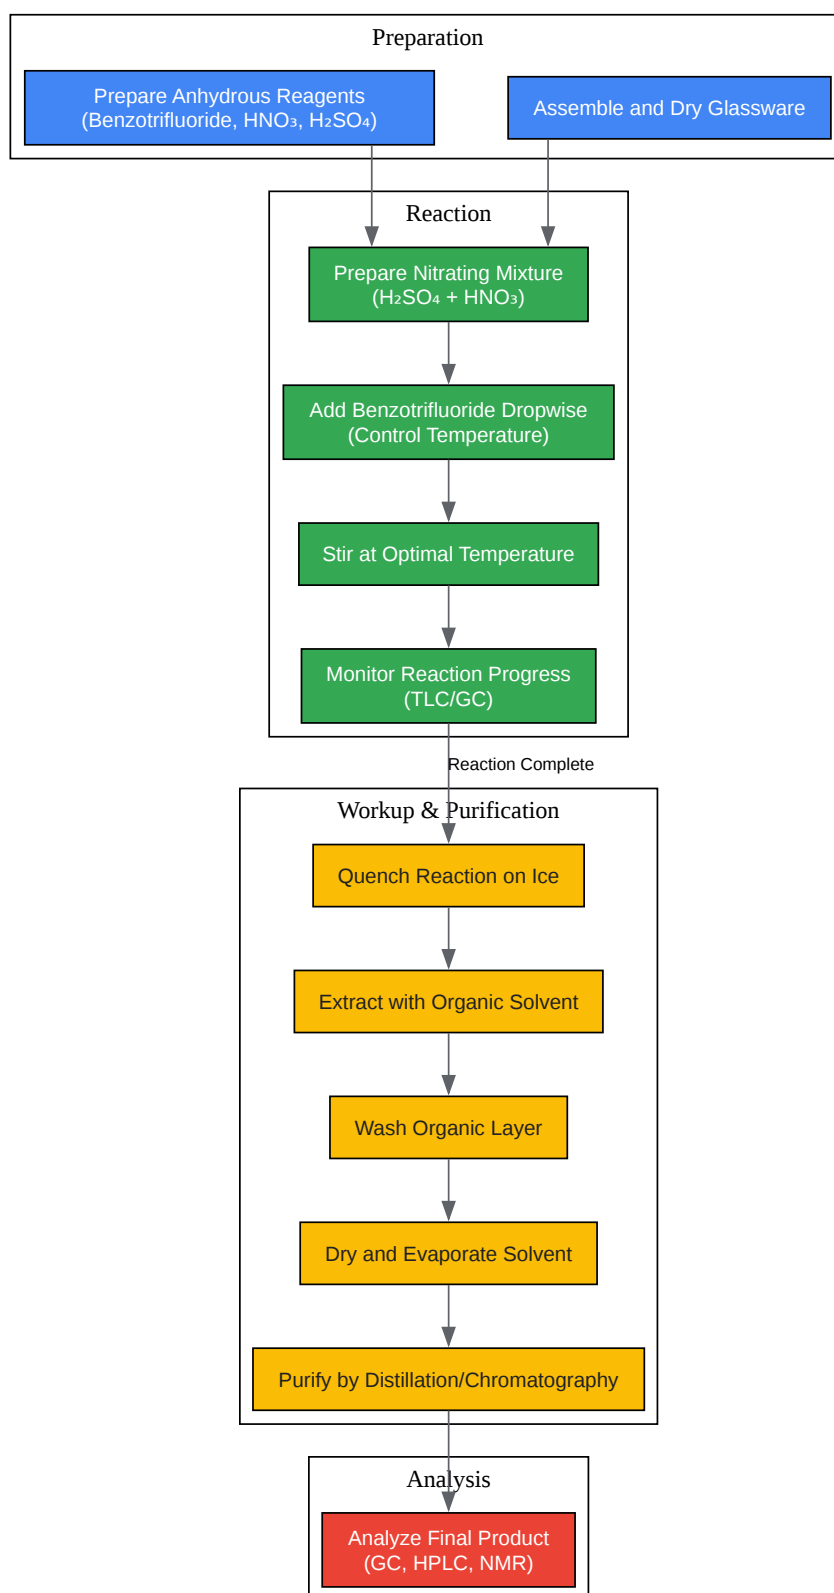 Preparation
Prepare Anhydrous Reagents
(Benzotrifluoride, HNO₃, H₂SO₄)
Assemble and Dry Glassware
Reaction
Prepare Nitrating Mixture
(H₂SO₄ + HNO₃)
Add Benzotrifluoride Dropwise
(Control Temperature)
Stir at Optimal Temperature
Monitor Reaction Progress
(TLC/GC)
Reaction Complete
Workup & Purification
Quench Reaction on Ice
Extract with Organic Solvent
Wash Organic Layer
Dry and Evaporate Solvent
Purify by Distillation/Chromatography
Analysis
Analyze Final Product
(GC, HPLC, NMR)